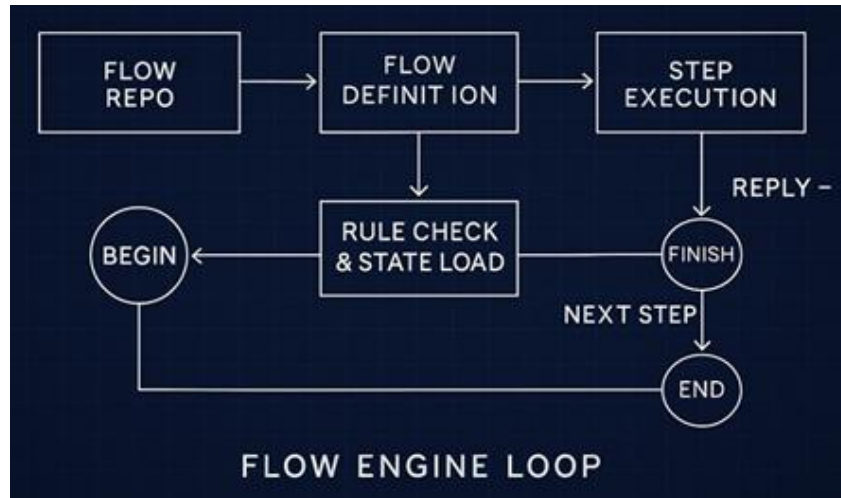 FLOW
REPO
FLOW
DEFINIT ION
STEP
EXECUTION
REPLY –
BEGIN
RULE CHECK
& STATE LOAD
FINISH
NEXT STEP
END
FLOW ENGINE LOOP